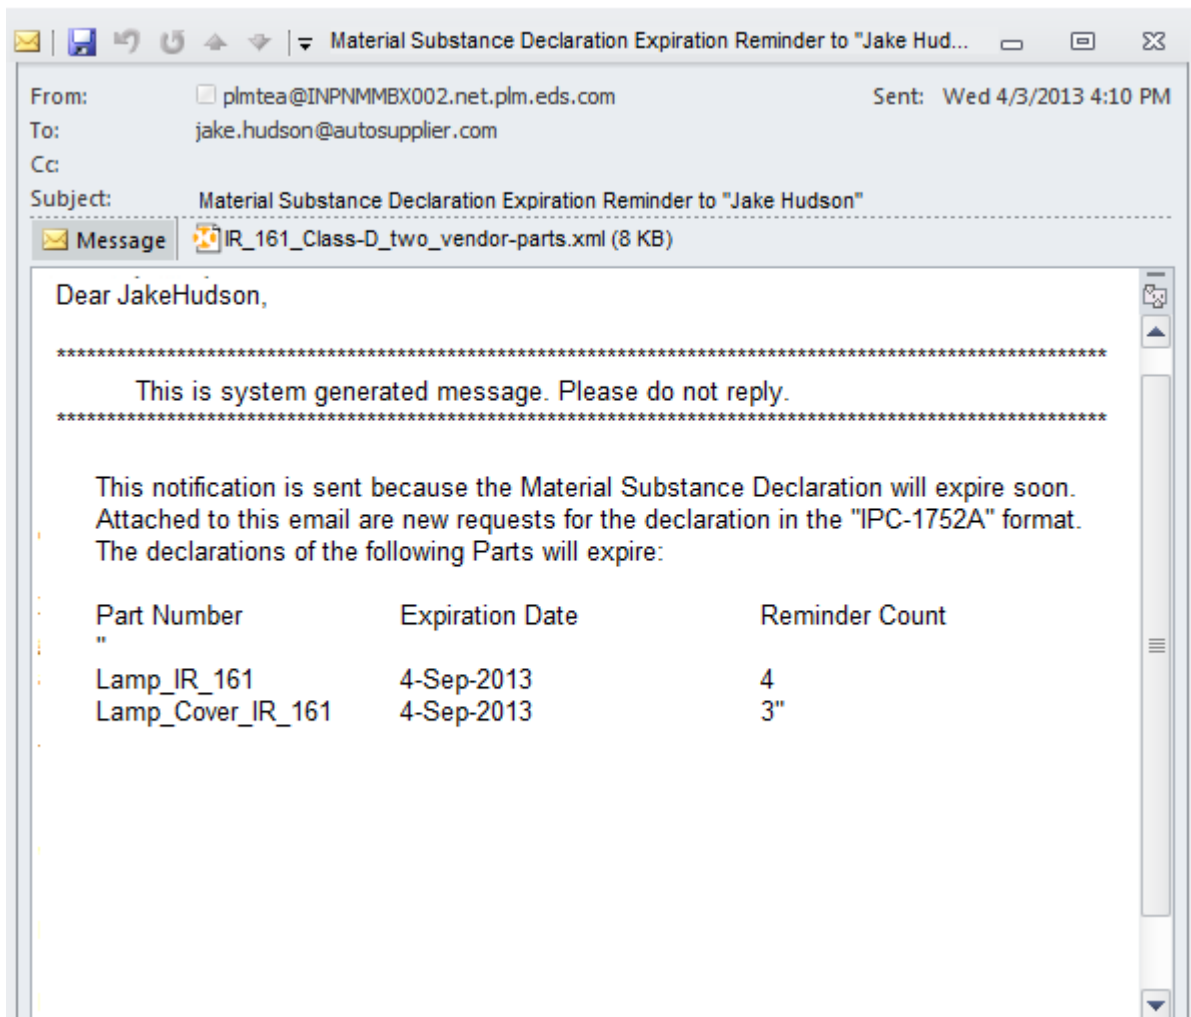 Material Substance Declaration Expiration Reminder to "Jake Hud...
From: plmtea@INPNMMBX002.net.plm.eds.com Sent: Wed 4/3/2013 4:10 PM
To: jake.hudson@autosupplier.com
Cc:
Subject: Material Substance Declaration Expiration Reminder to "Jake Hudson"
Message IR_161_Class-D_two_vendor-parts.xml (8 KB)
Dear JakeHudson,
*********************************************************************************************************
This is system generated message. Please do not reply.
*********************************************************************************************************
This notification is sent because the Material Substance Declaration will expire soon.
Attached to this email are new requests for the declaration in the "IPC-1752A" format.
The declarations of the following Parts will expire:
Part Number Expiration Date Reminder Count
"
Lamp_IR_161 4-Sep-2013 4
Lamp_Cover_IR_161 4-Sep-2013 3"